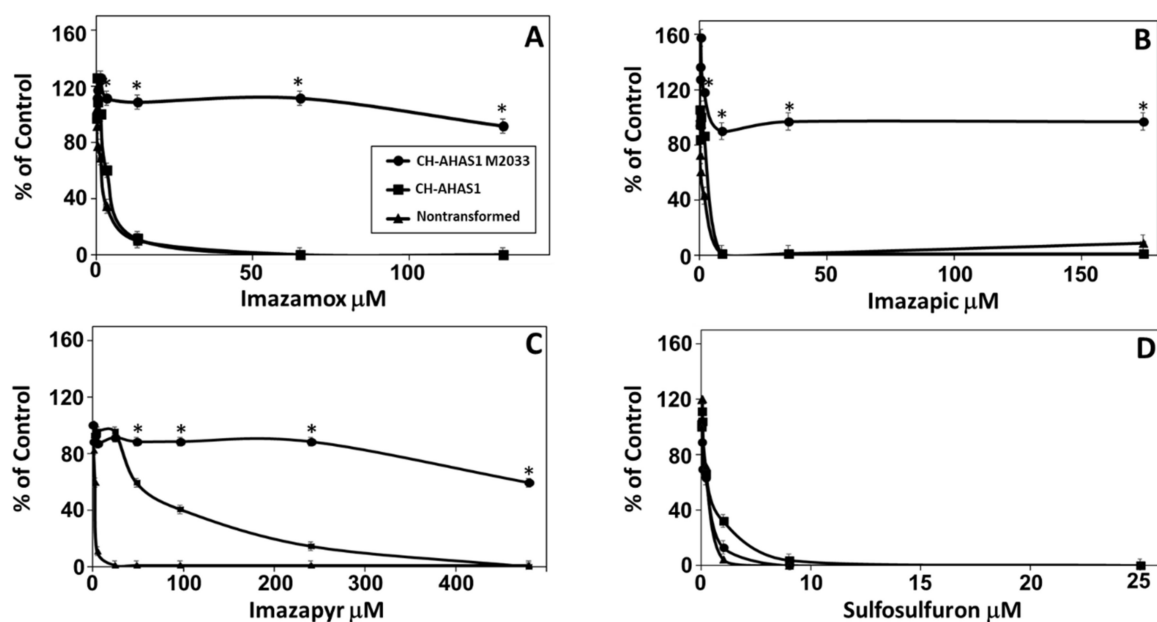 A
% of Control
160
120
80
40
0
* * * *
CH-AHAS1 M2033
CH-AHAS1
Nontransformed
0 50 100
Imazamox μM
B
% of Control
160
120
80
40
0
* * * *
0 50 100 150
Imazapic μM
C
% of Control
160
120
80
40
0
* * * *
0 100 200 300 400
Imazapyr μM
D
% of Control
160
120
80
40
0
0 5 10 15 20 25
Sulfosulfuron μM